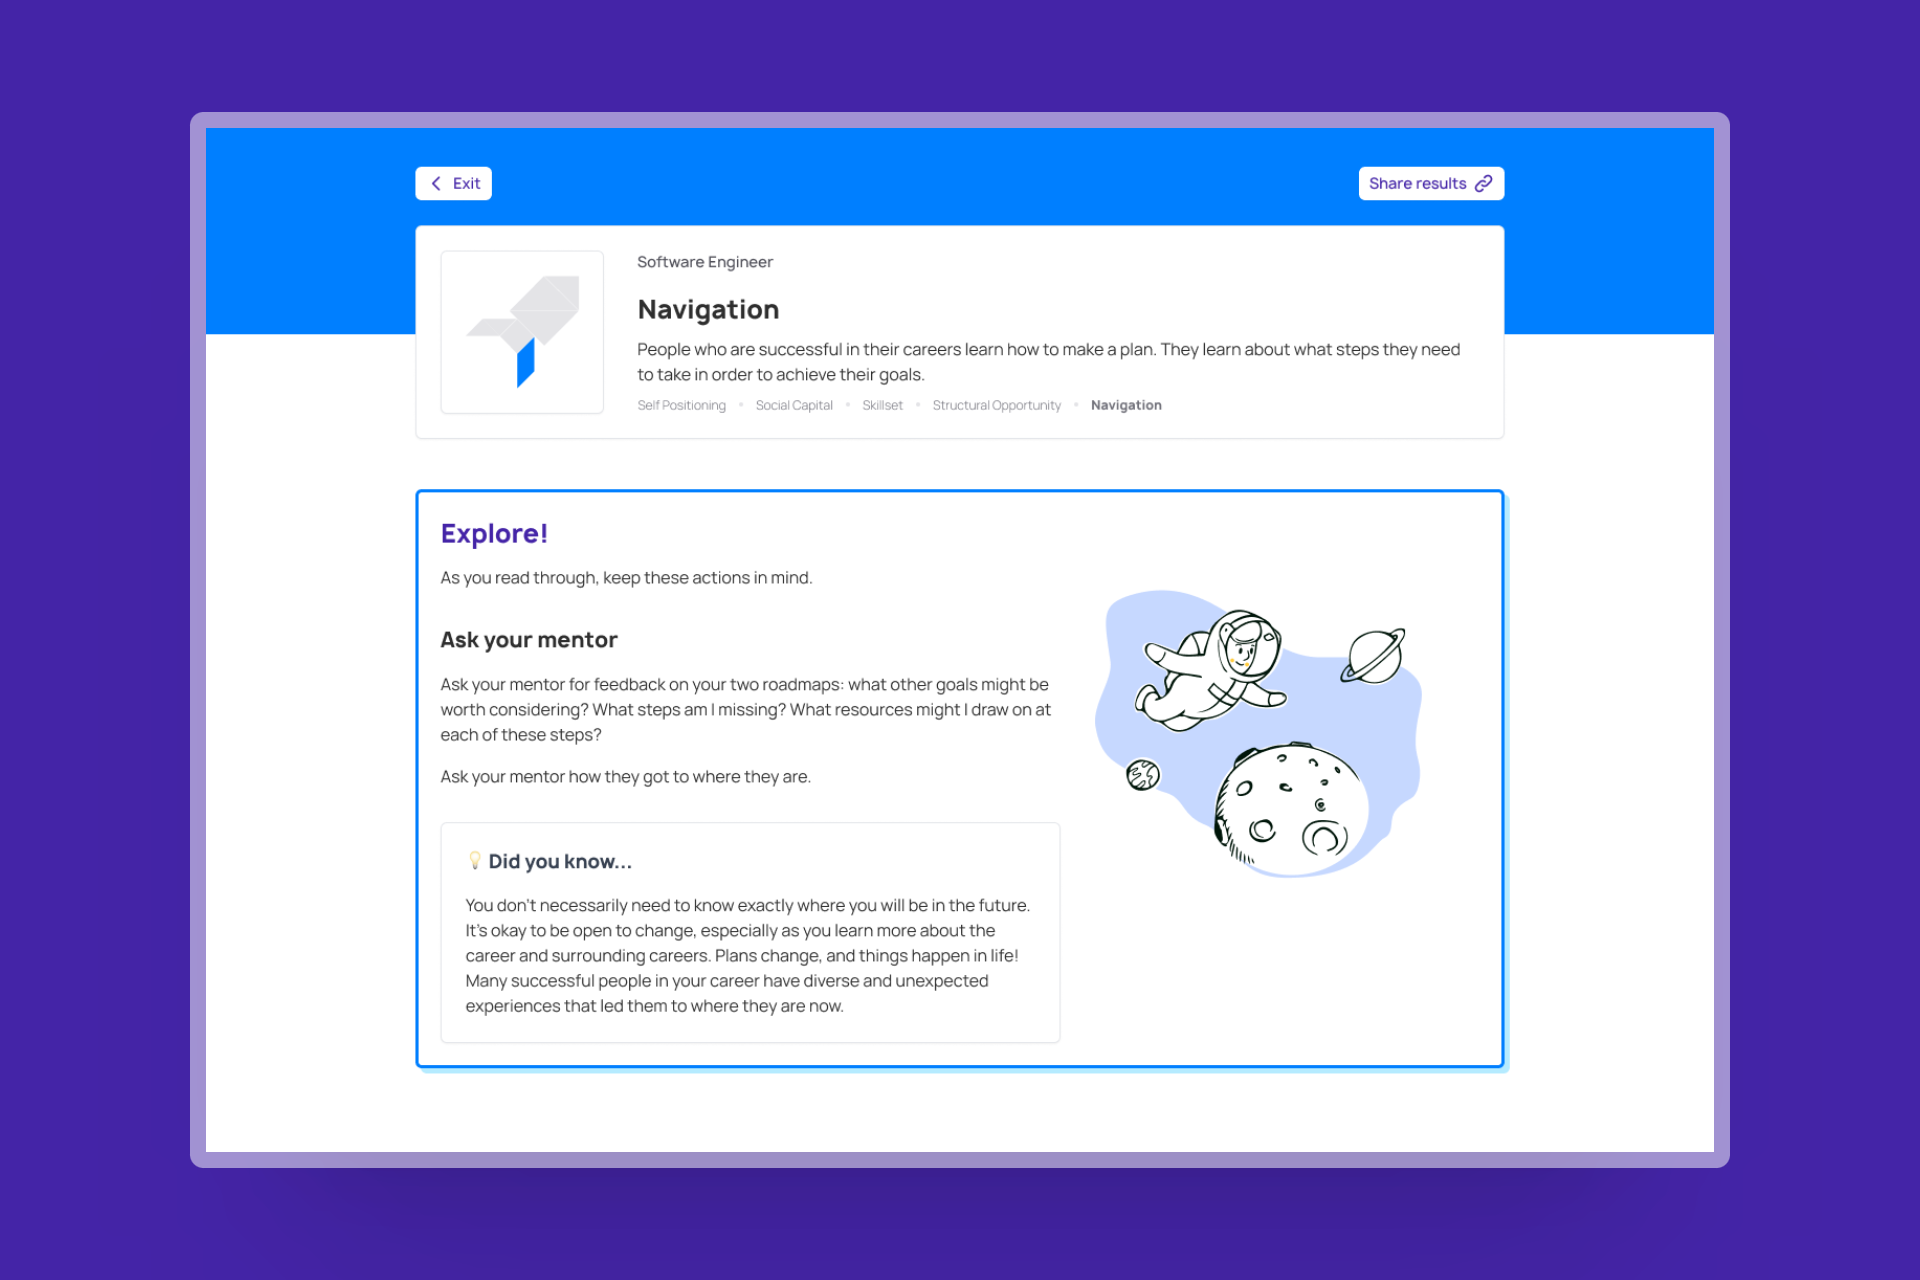 Exit
Share results
Software Engineer
Navigation
People who are successful in their careers learn how to make a plan. They learn about what steps they need
to take in order to achieve their goals.
Self Positioning • Social Capital • Skillset • Structural Opportunity • Navigation
Explore!
As you read through, keep these actions in mind.
Ask your mentor
Ask your mentor for feedback on your two roadmaps: what other goals might be
worth considering? What steps am I missing? What resources might I draw on at
each of these steps?
Ask your mentor how they got to where they are.
💡 Did you know...
You don't necessarily need to know exactly where you will be in the future.
It's okay to be open to change, especially as you learn more about the
career and surrounding careers. Plans change, and things happen in life!
Many successful people in your career have diverse and unexpected
experiences that led them to where they are now.